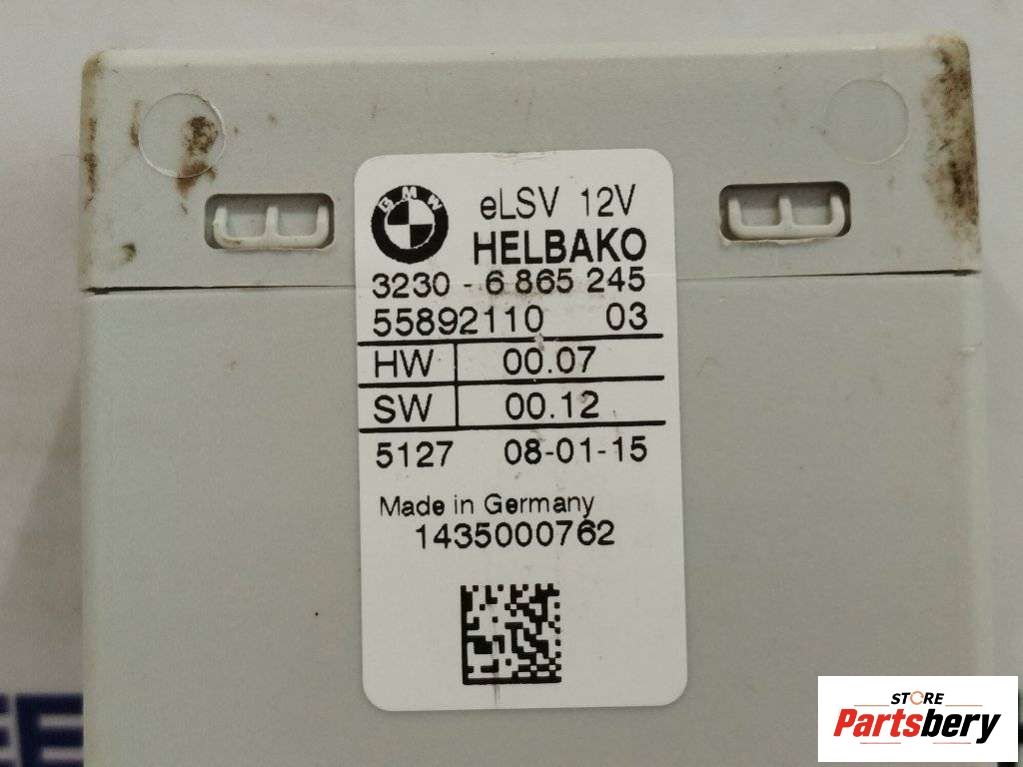 BMW
eLSV 12V
HELBAKO
3230 - 6 865 245
55892110 03
HW 00.07
SW 00.12
5127 08-01-15
Made in Germany
1435000762
STORE
Partsbery